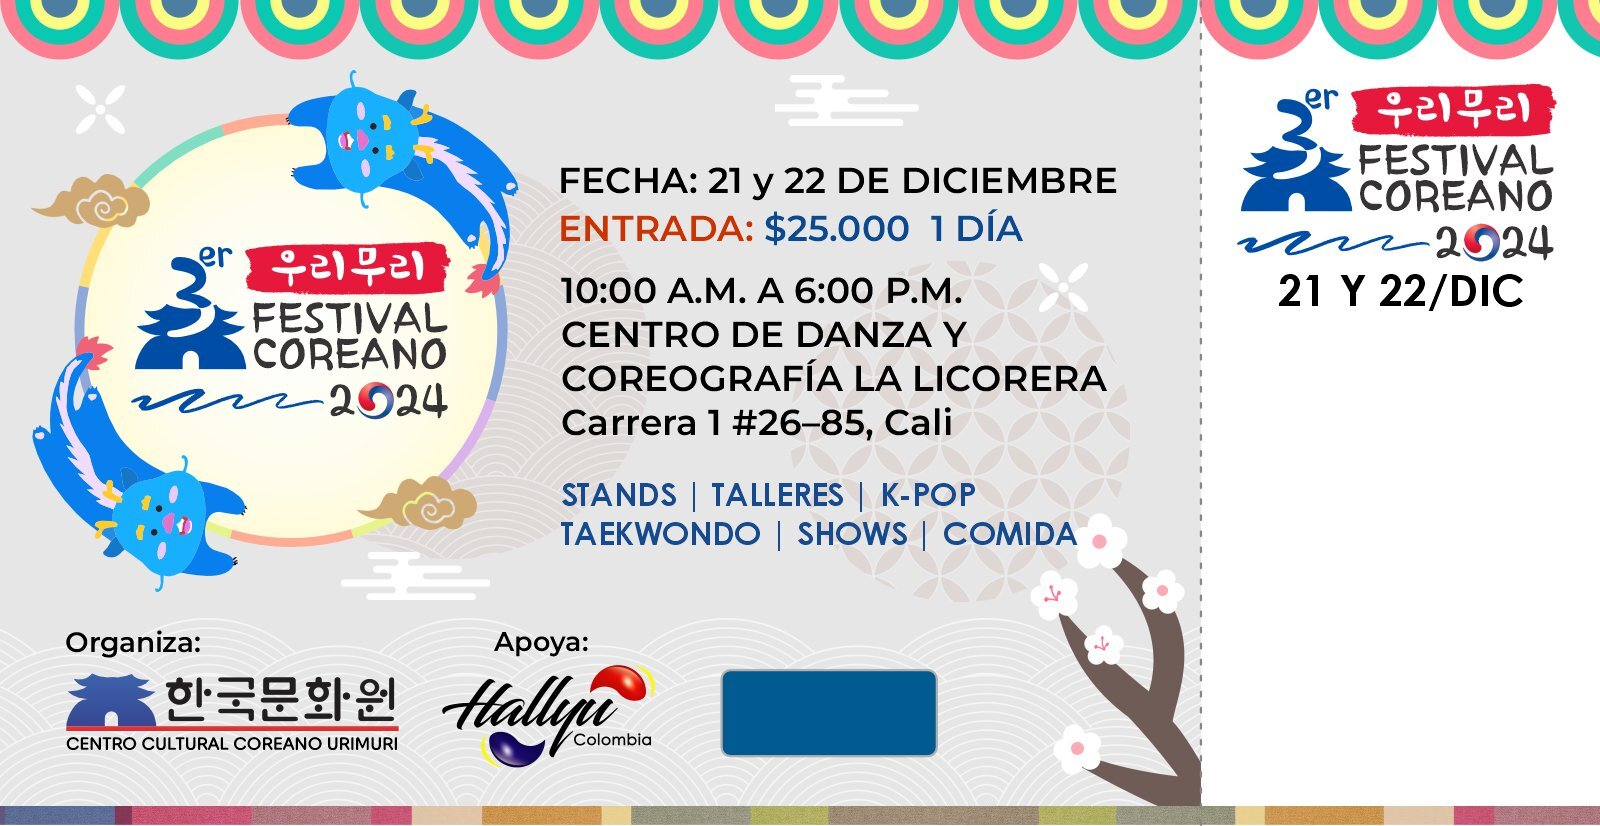 3er 우리무리
FESTIVAL
COREANO
2024
FECHA: 21 y 22 DE DICIEMBRE
ENTRADA: $25.000 1 DÍA
10:00 A.M. A 6:00 P.M.
CENTRO DE DANZA Y
COREOGRAFÍA LA LICORERA
Carrera 1 #26–85, Cali
STANDS | TALLERES | K-POP
TAEKWONDO | SHOWS | COMIDA
Organiza:
한국문화원
CENTRO CULTURAL COREANO URIMURI
Apoya:
Hallyu
Colombia
3er 우리무리
FESTIVAL
COREANO
2024
21 Y 22/DIC